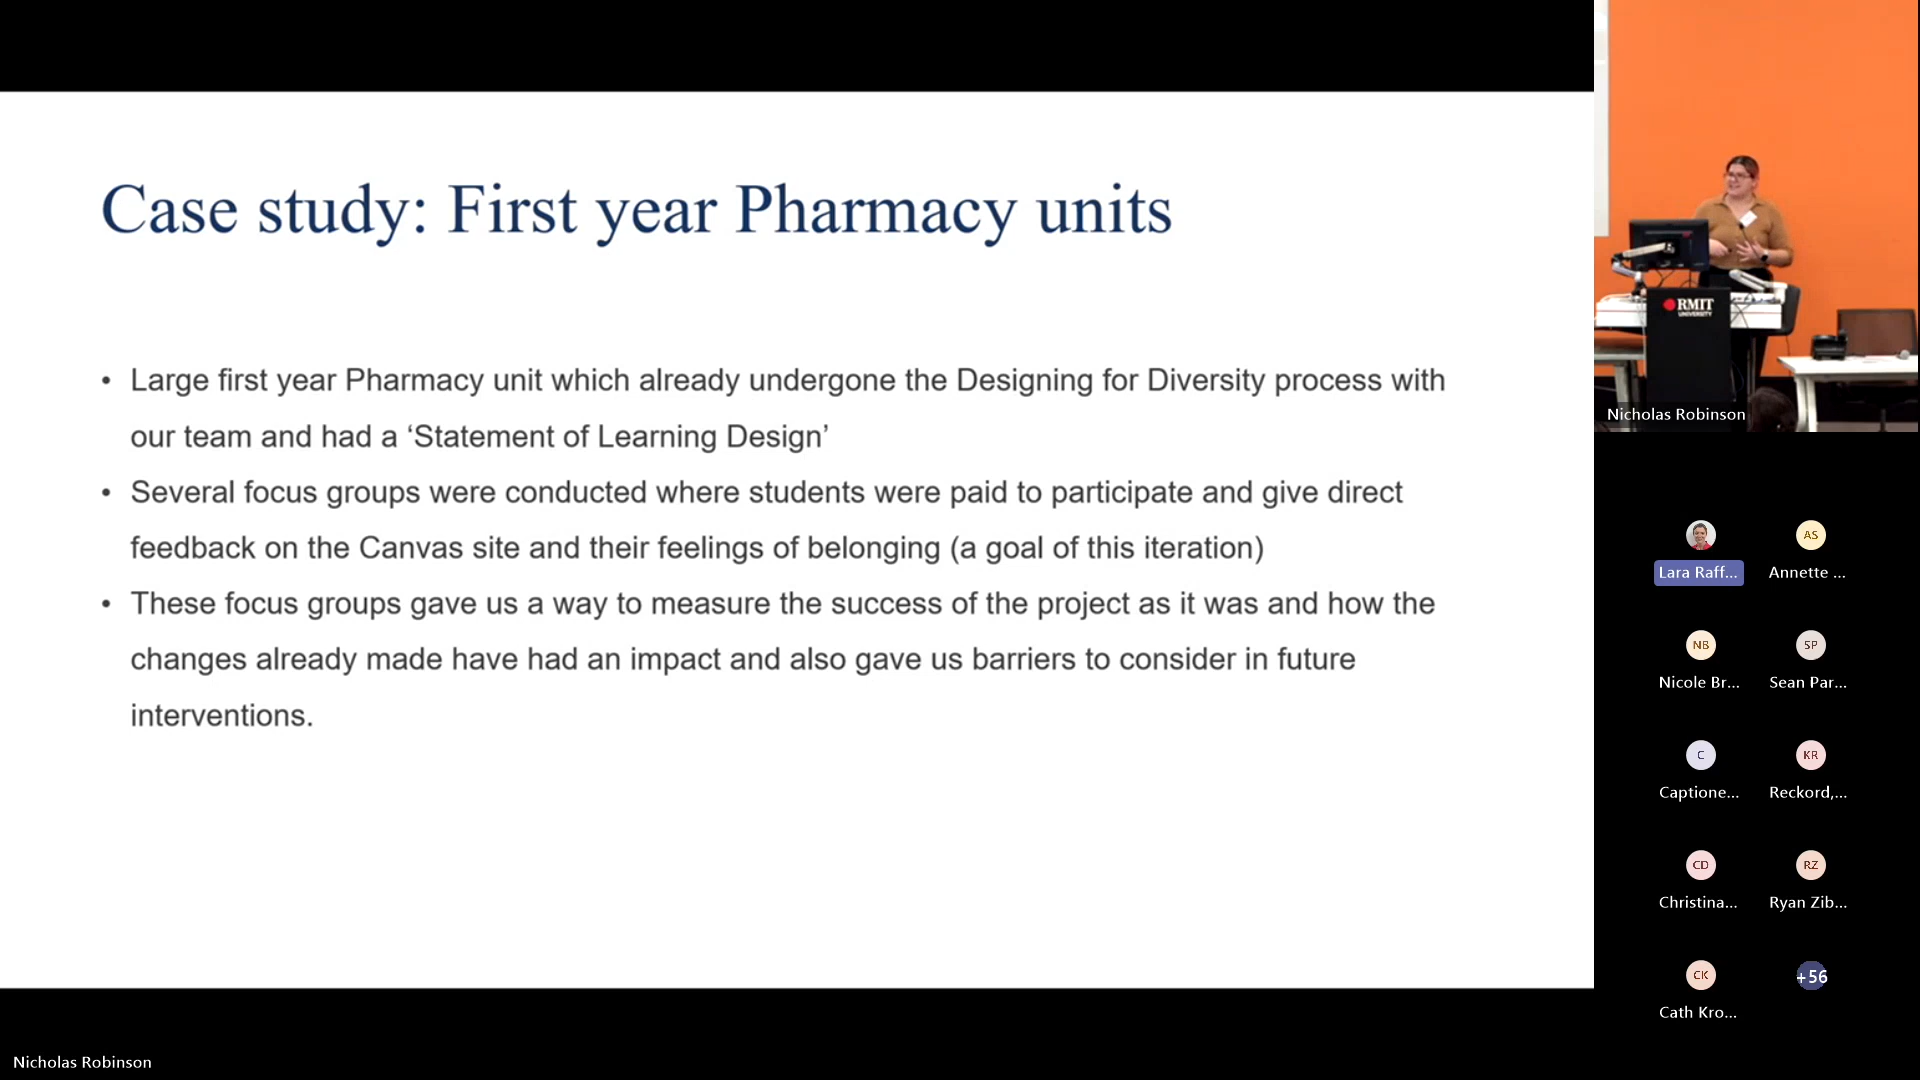 Case study: First year Pharmacy units
• Large first year Pharmacy unit which already undergone the Designing for Diversity process with
our team and had a ‘Statement of Learning Design’
• Several focus groups were conducted where students were paid to participate and give direct
feedback on the Canvas site and their feelings of belonging (a goal of this iteration)
• These focus groups gave us a way to measure the success of the project as it was and how the
changes already made have had an impact and also gave us barriers to consider in future
interventions.
Nicholas Robinson
RMIT
UNIVERSITY
Nicholas Robinson
AS
Lara Raff...
Annette ...
NB
SP
Nicole Br...
Sean Par...
C
KR
Captione...
Reckord,...
CD
RZ
Christina...
Ryan Zib...
CK
+56
Cath Kro...